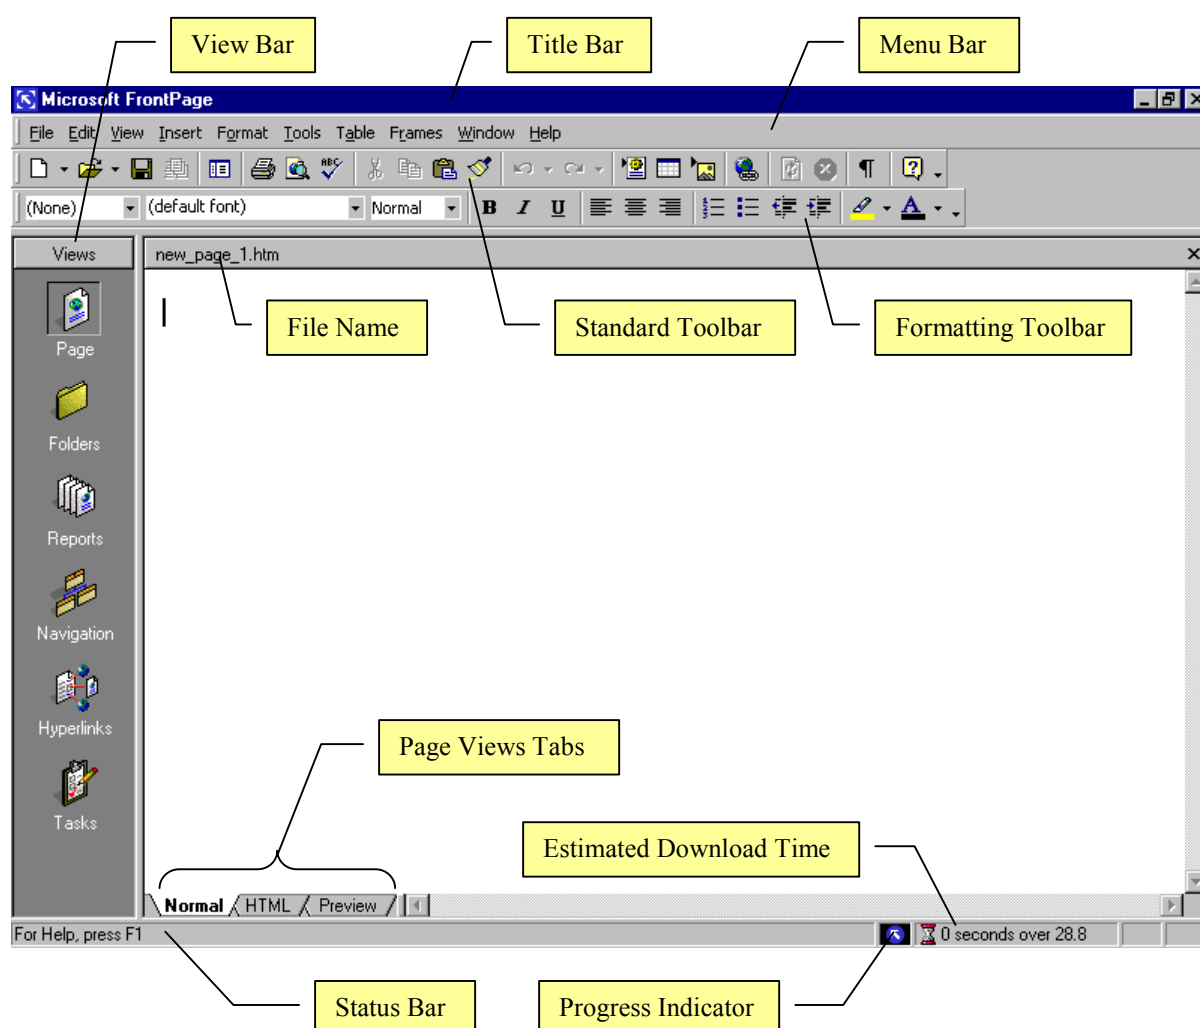 View Bar
Title Bar
Menu Bar
Microsoft FrontPage
File Edit View Insert Format Tools Table Frames Window Help
ABC
(None) (default font) Normal B I U A
Views
new_page_1.htm
File Name
Standard Toolbar
Formatting Toolbar
Page
Folders
Reports
Navigation
Hyperlinks
Tasks
Page Views Tabs
Estimated Download Time
Normal HTML Preview
For Help, press F1
0 seconds over 28.8
Status Bar
Progress Indicator